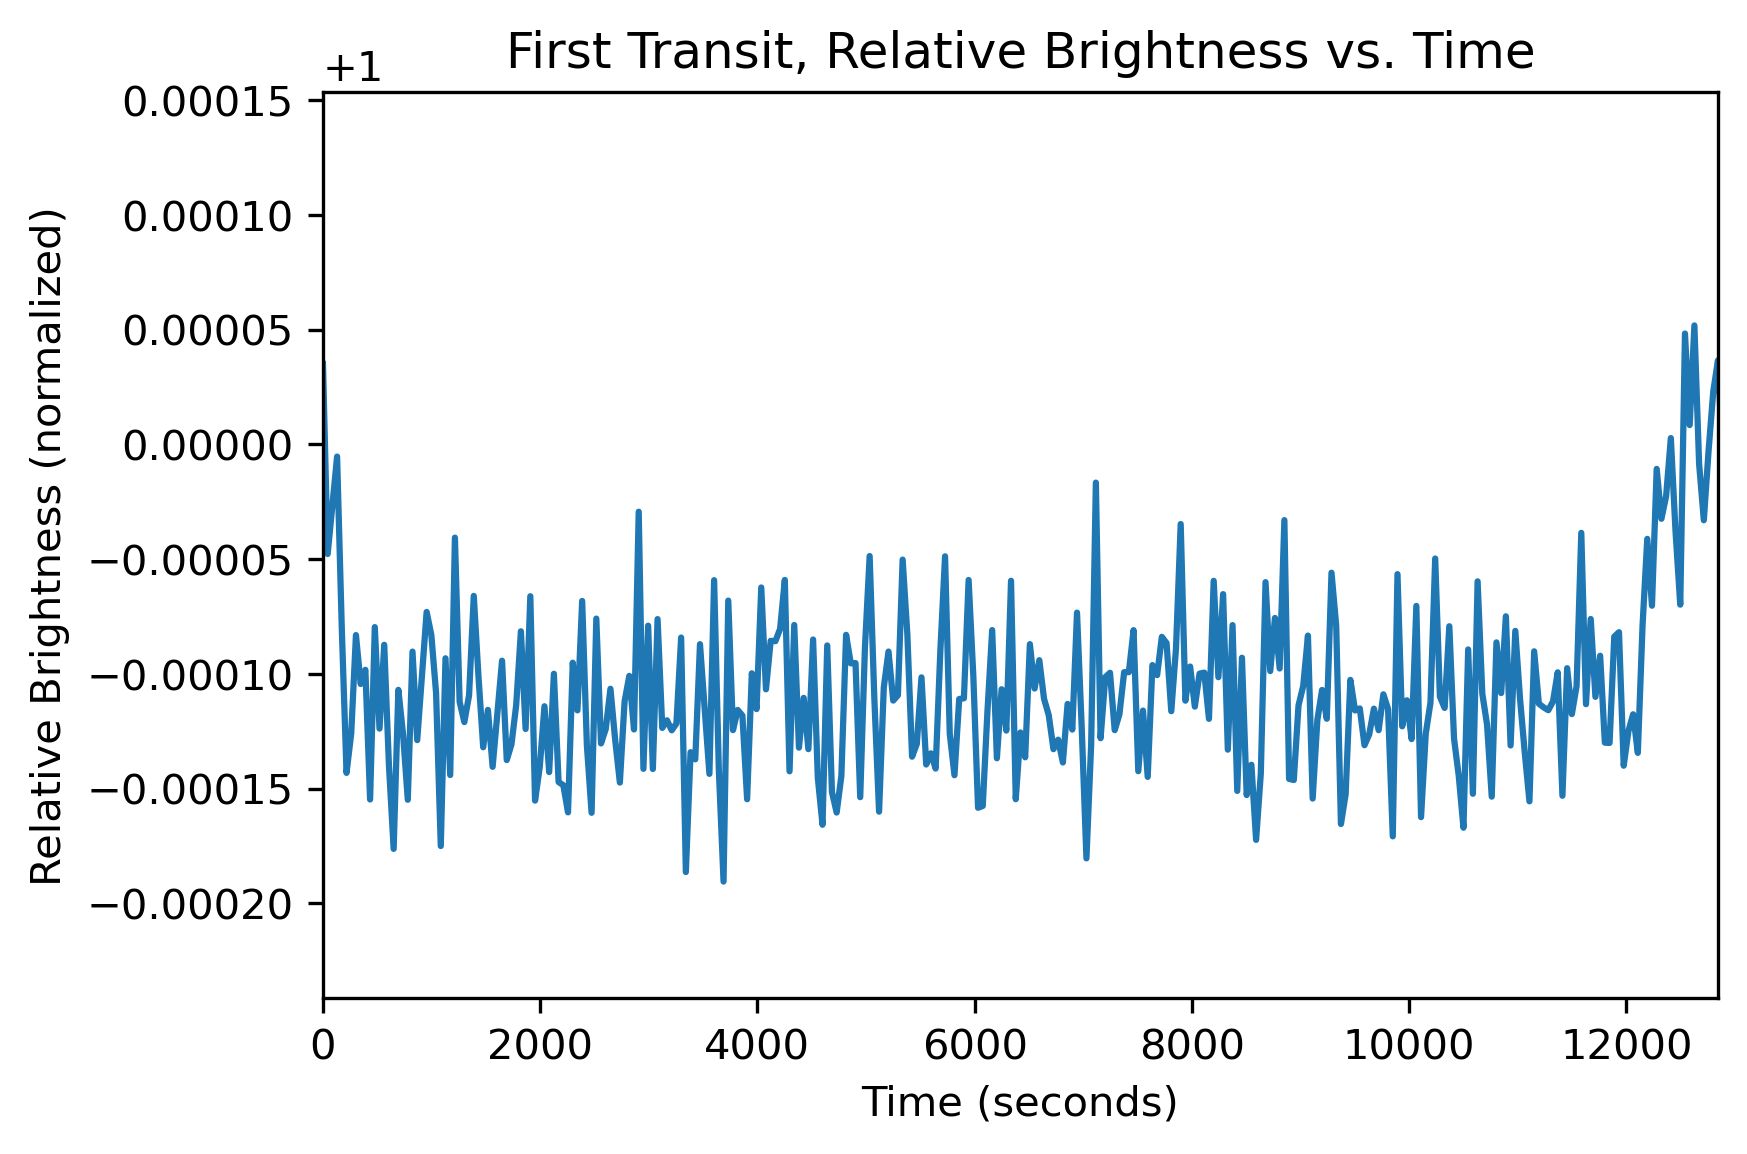 First Transit, Relative Brightness vs. Time
+1
0.00015
0.00010
0.00005
0.00000
−0.00005
−0.00010
−0.00015
−0.00020
Relative Brightness (normalized)
0 2000 4000 6000 8000 10000 12000
Time (seconds)